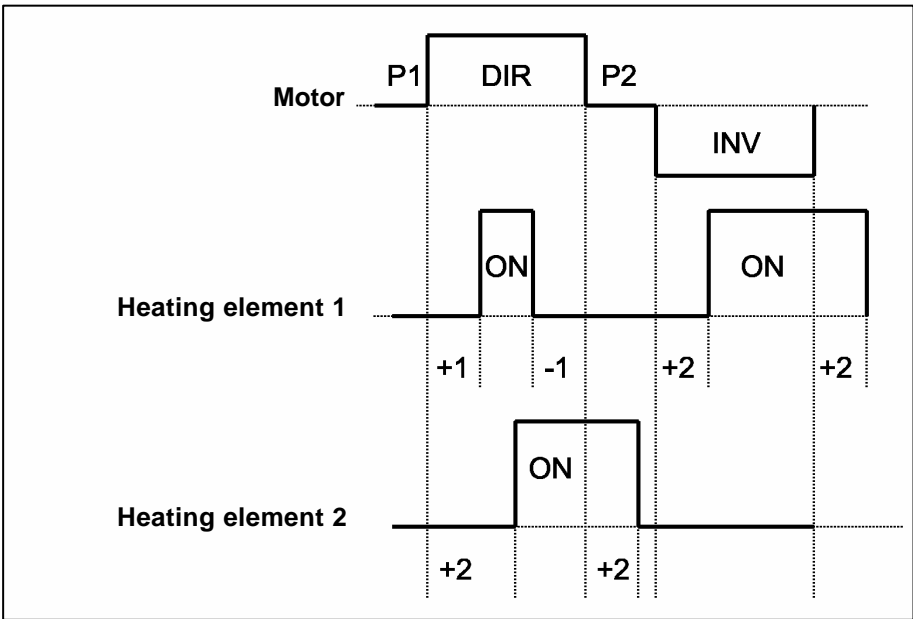 P1 DIR P2
Motor
INV
ON ON
Heating element 1
+1 -1 +2 +2
ON
Heating element 2
+2 +2